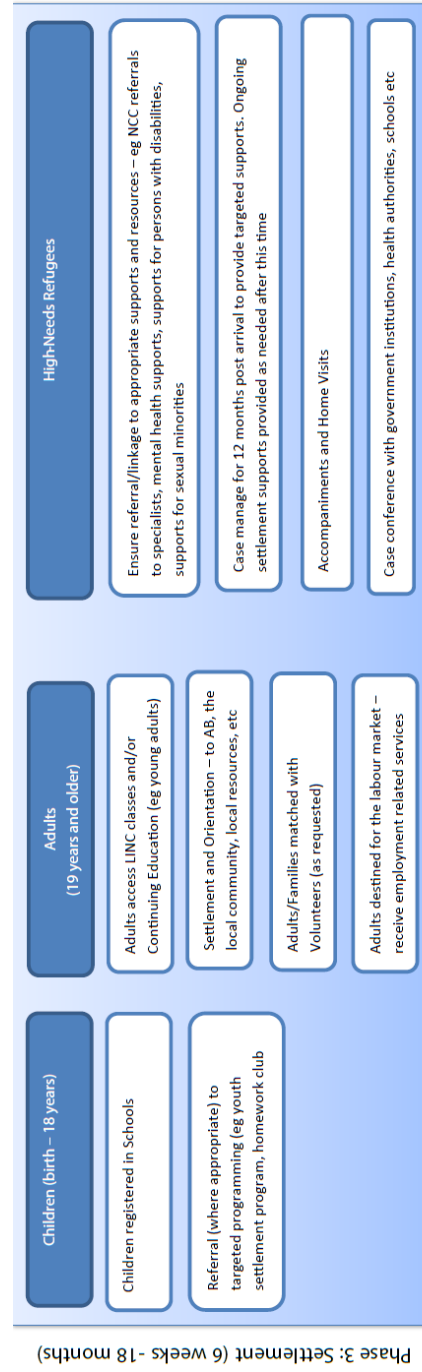 Phase 3: Settlement (6 weeks -18 months)
Children (birth – 18 years)
Children registered in Schools
Referral (where appropriate) to
targeted programming (eg youth
settlement program, homework club
Adults
(19 years and older)
Adults access LINC classes and/or
Continuing Education (eg young adults)
Settlement and Orientation – to AB, the
local community, local resources, etc
Adults/Families matched with
Volunteers (as requested)
Adults destined for the labour market –
receive employment related services
High-Needs Refugees
Ensure referral/linkage to appropriate supports and resources – eg NCC referrals
to specialists, mental health supports, supports for persons with disabilities,
supports for sexual minorities
Case manage for 12 months post arrival to provide targeted supports. Ongoing
settlement supports provided as needed after this time
Accompaniments and Home Visits
Case conference with government institutions, health authorities, schools etc